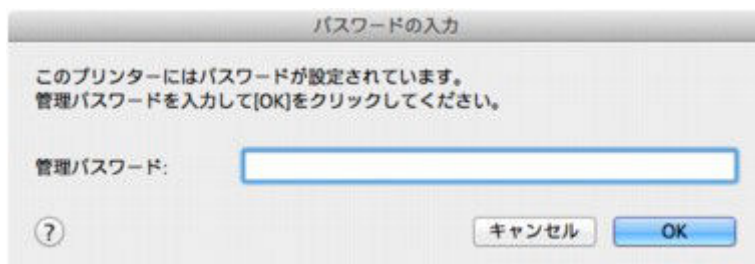 パスワードの入力
このプリンターにはパスワードが設定されています。
管理パスワードを入力して[OK]をクリックしてください。
管理パスワード:
?
キャンセル
OK